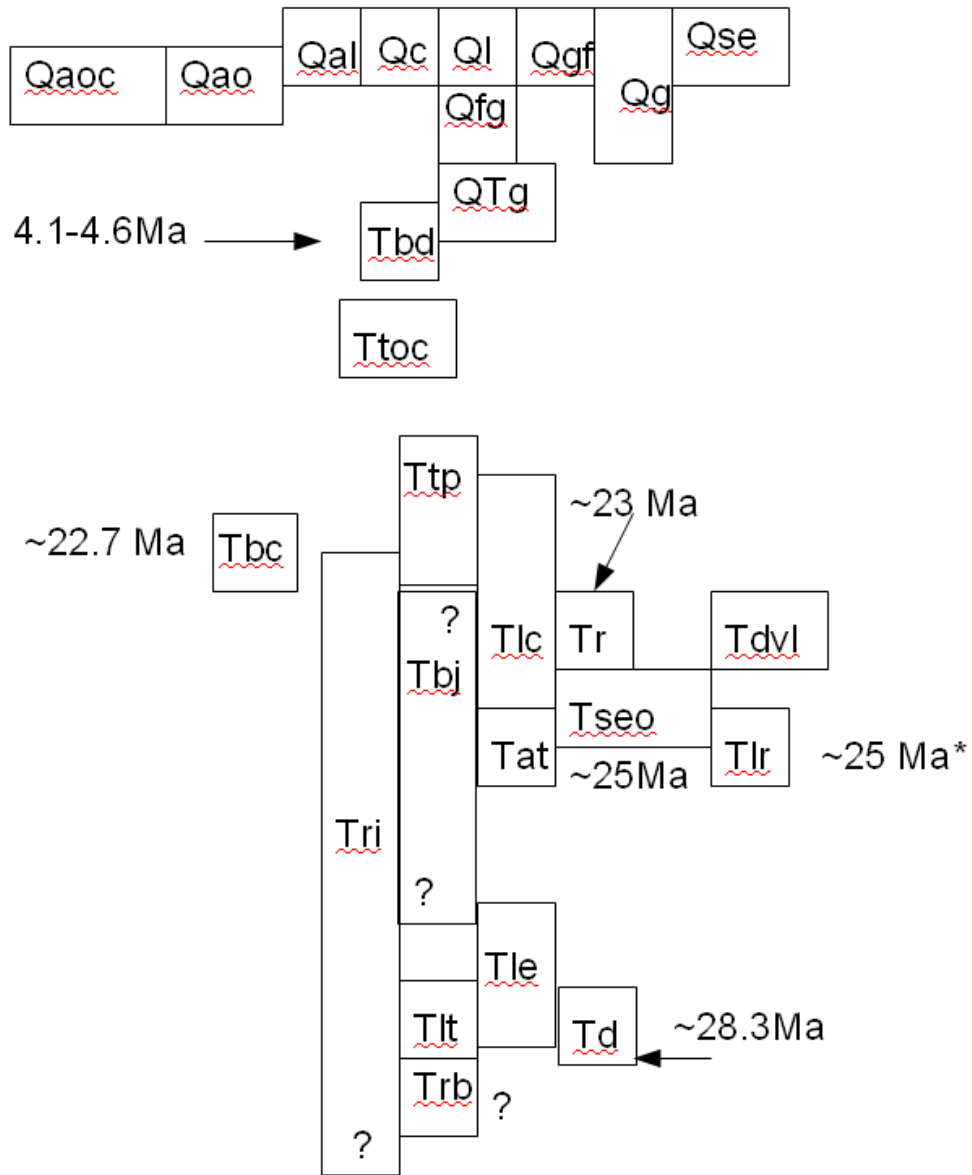 Qaoc
Qao
Qal
Qc
Ql
Qgf
Qg
Qse
Qfg
QTg
4.1-4.6Ma
Tbd
Ttoc
Ttp
~23 Ma
~22.7 Ma
Tbc
?
Tbj
Tlc
Tr
Tdvl
Tseo
Tat
~25Ma
Tlr
~25 Ma*
Tri
?
Tle
Tlt
Td
~28.3Ma
Trb
?
?